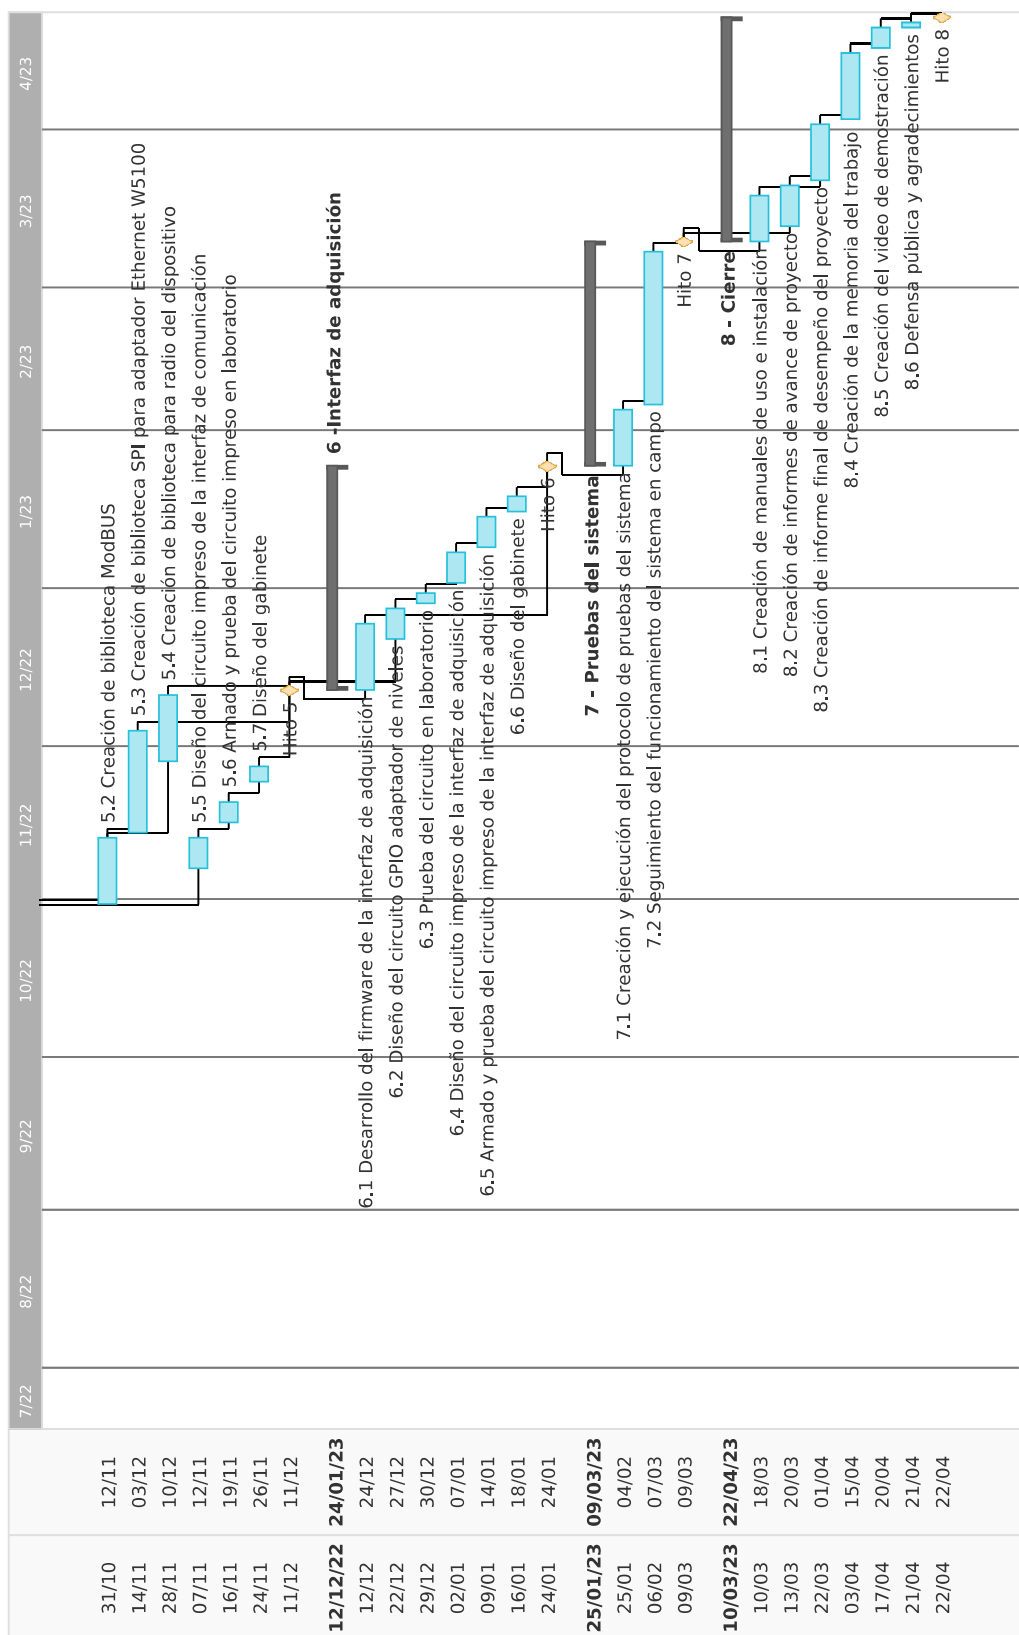 7/22 8/22 9/22 10/22 11/22 12/22 1/23 2/23 3/23 4/23
31/10 12/11 5.2 Creación de biblioteca ModBUS
14/11 03/12 5.3 Creación de biblioteca SPI para adaptador Ethernet W5100
28/11 10/12 5.4 Creación de biblioteca para radio del dispositivo
07/11 12/11 5.5 Diseño del circuito impreso de la interfaz de comunicación
16/11 19/11 5.6 Armado y prueba del circuito impreso en laboratorio
24/11 26/11 5.7 Diseño del gabinete
11/12 11/12 Hito 5
12/12/22 24/01/23 6 -Interfaz de adquisición
12/12 24/12 6.1 Desarrollo del firmware de la interfaz de adquisición
22/12 27/12 6.2 Diseño del circuito GPIO adaptador de niveles
29/12 30/12 6.3 Prueba del circuito en laboratorio
02/01 07/01 6.4 Diseño del circuito impreso de la interfaz de adquisición
09/01 14/01 6.5 Armado y prueba del circuito impreso de la interfaz de adquisición
16/01 18/01 6.6 Diseño del gabinete
24/01 24/01 Hito 6
25/01/23 09/03/23 7 - Pruebas del sistema
25/01 04/02 7.1 Creación y ejecución del protocolo de pruebas del sistema
06/02 07/03 7.2 Seguimiento del funcionamiento del sistema en campo
09/03 09/03 Hito 7
10/03/23 22/04/23 8 - Cierre
10/03 18/03 8.1 Creación de manuales de uso e instalación
13/03 20/03 8.2 Creación de informes de avance de proyecto
22/03 01/04 8.3 Creación de informe final de desempeño del proyecto
03/04 15/04 8.4 Creación de la memoria del trabajo
17/04 20/04 8.5 Creación del video de demostración
21/04 21/04 8.6 Defensa pública y agradecimientos
22/04 22/04 Hito 8